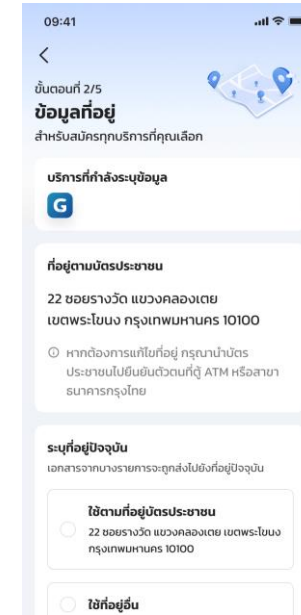 09:41
ขั้นตอนที่ 2/5
ข้อมูลที่อยู่
สำหรับสมัครทุกบริการที่คุณเลือก
บริการที่กำลังระบุข้อมูล
G
ที่อยู่ตามบัตรประชาชน
22 ซอยรางวัด แขวงคลองเตย
เขตพระโขนง กรุงเทพมหานคร 10100
หากต้องการแก้ไขที่อยู่ กรุณานำบัตร
ประชาชนไปยืนยันตัวตนที่ตู้ ATM หรือสาขา
ธนาคารกรุงไทย
ระบุที่อยู่ปัจจุบัน
เอกสารจากบางรายการจะถูกส่งไปยังที่อยู่ปัจจุบัน
ใช้ตามที่อยู่บัตรประชาชน
22 ซอยรางวัด แขวงคลองเตย เขตพระโขนง
กรุงเทพมหานคร 10100
ใช้ที่อยู่อื่น